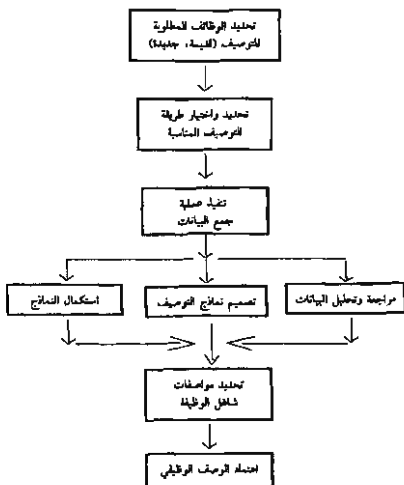 تحديد الوظائف المطلوبة
للتوصيف (قديمة، جديدة)
تحديد واختيار طريقة
التوصيف المناسبة
تنفيذ عملية
جمع البيانات
مراجعة وتحليل البيانات
تصميم نماذج التوصيف
استكمال النماذج
تحديد مواصفات
شاغل الوظيفة
اعتماد الوصف الوظيفي